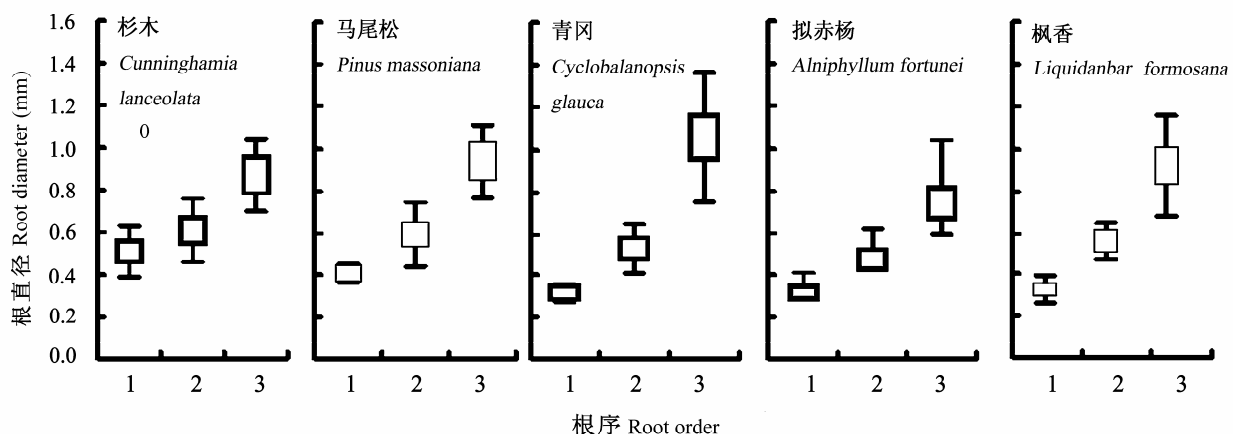 根直径 Root diameter (mm)
1.6
1.4
1.2
1.0
0.8
0.6
0.4
0.2
0.0
杉木
Cunninghamia
lanceolata
0
1 2 3
马尾松
Pinus massoniana
1 2 3
青冈
Cyclobalanopsis
glauca
1 2 3
拟赤杨
Alniphyllum fortunei
1 2 3
枫香
Liquidanbar formosana
1 2 3
根序 Root order